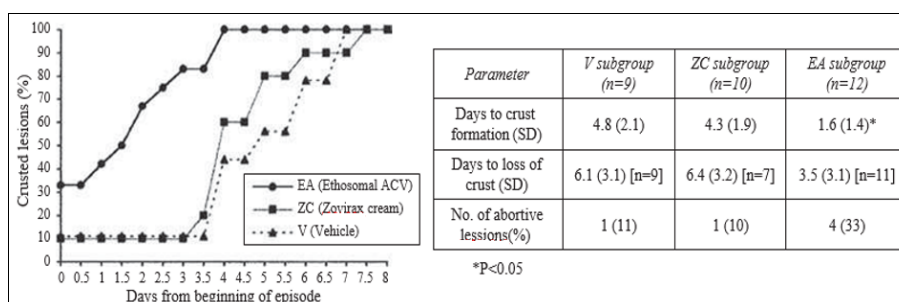 Crusted lesions (%)
100
90
80
70
60
50
40
30
20
10
0
EA (Ethosomal ACV)
ZC (Zovirax cream)
V (Vehicle)
0 0.5 1 1.5 2 2.5 3 3.5 4 4.5 5 5.5 6 6.5 7 7.5 8
Days from beginning of episode
Parameter
V subgroup
(n=9)
ZC subgroup
(n=10)
EA subgroup
(n=12)
Days to crust
formation (SD)
4.8 (2.1)
4.3 (1.9)
1.6 (1.4)*
Days to loss of
crust (SD)
6.1 (3.1) [n=9]
6.4 (3.2) [n=7]
3.5 (3.1) [n=11]
No. of abortive
lessions(%)
1 (11)
1 (10)
4 (33)
*P<0.05